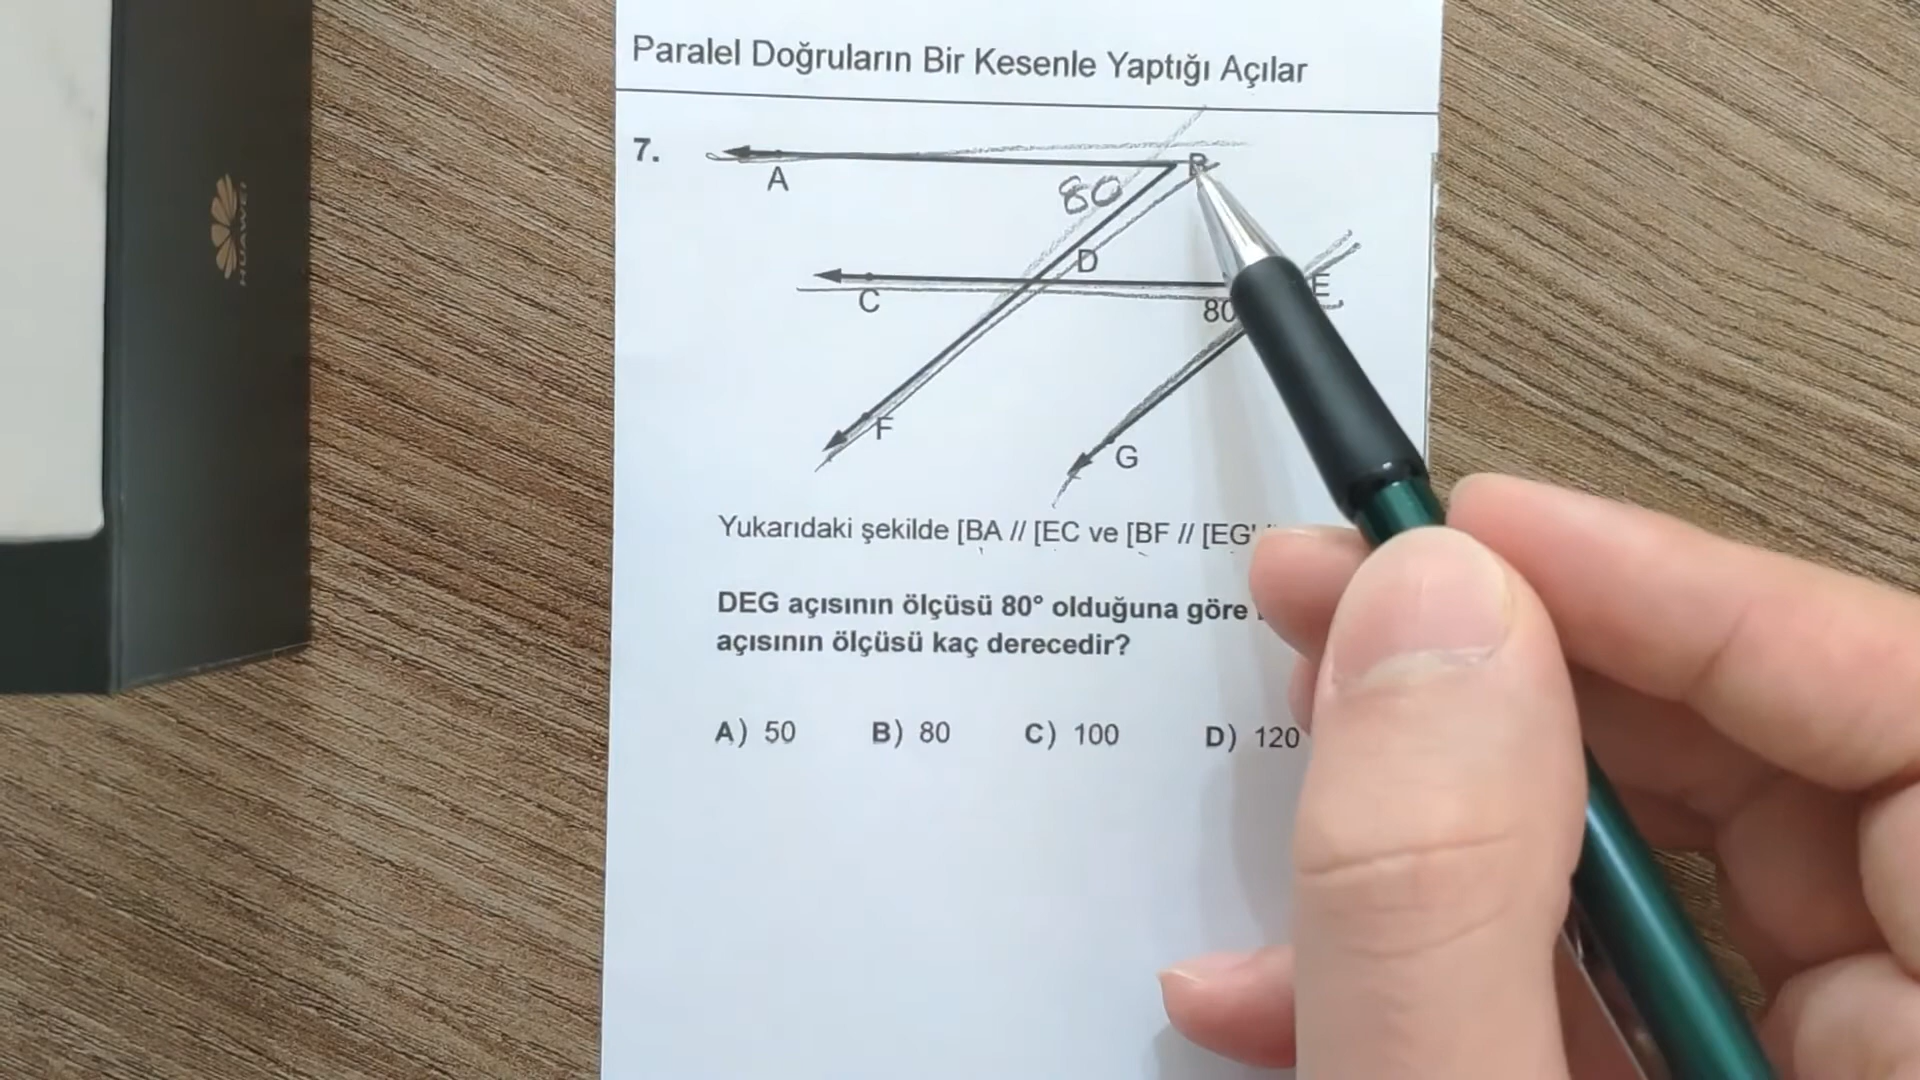 HUAWEI
Paralel Doğruların Bir Kesenle Yaptığı Açılar
7.
A
B
80
D
C
E
80
F
G
Yukarıdaki şekilde [BA // [EC ve [BF // [EG
DEG açısının ölçüsü 80° olduğuna göre
açısının ölçüsü kaç derecedir?
A) 50 B) 80 C) 100 D) 120